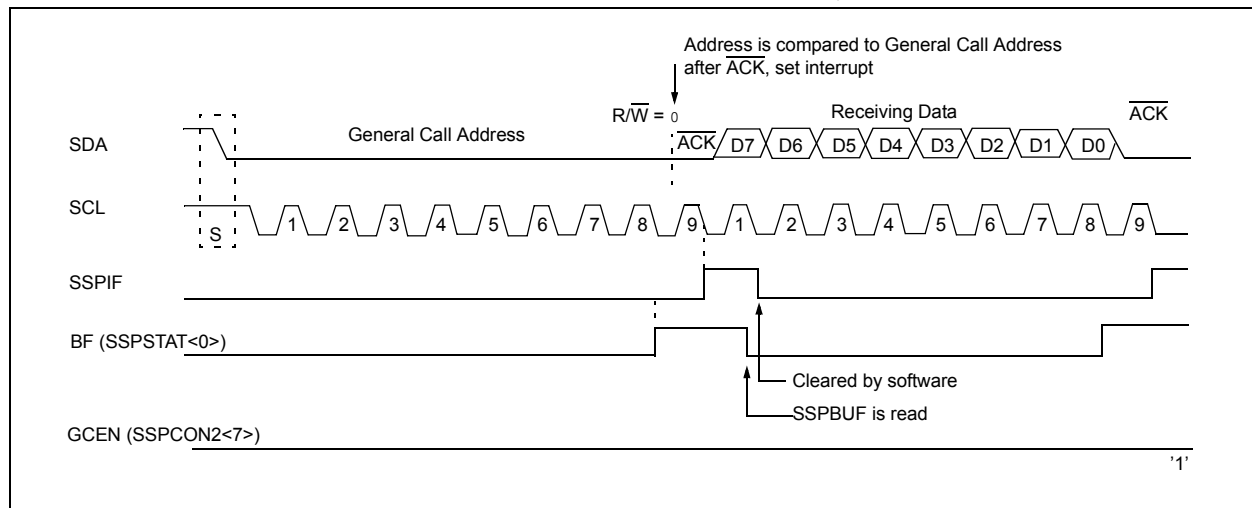 Address is compared to General Call Address
after ACK, set interrupt
R/W = 0
Receiving Data
ACK
General Call Address
SDA
ACK D7 D6 D5 D4 D3 D2 D1 D0
SCL
S
1 2 3 4 5 6 7 8 9 1 2 3 4 5 6 7 8 9
SSPIF
BF (SSPSTAT<0>)
Cleared by software
SSPBUF is read
GCEN (SSPCON2<7>)
’1’